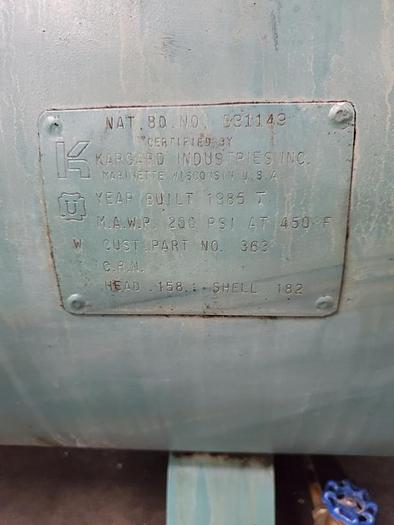 NAT. BD. NO. 331143
CERTIFIED BY
K KARGARD INDUSTRIES INC.
MARINETTE WISCONSIN U.S.A
U YEAR BUILT 1985 T
M.A.W.P. 200 PSI AT 450°F
W CUST. PART NO. 363
C.R.N.
HEAD .158 SHELL .182